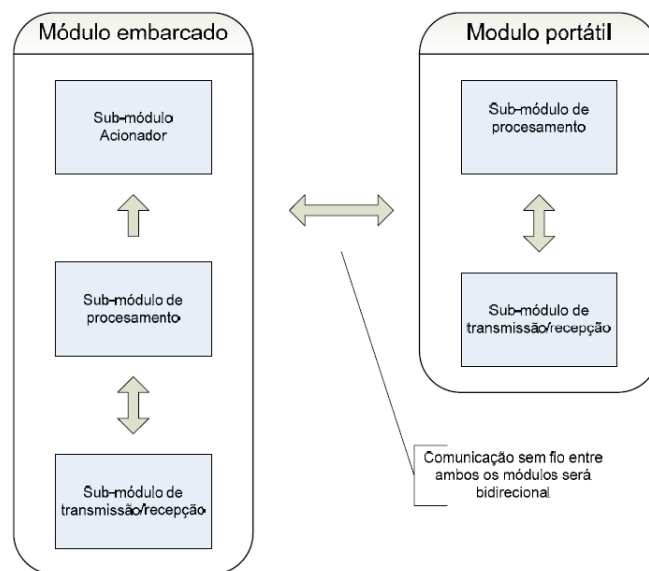 Módulo embarcado
Sub-módulo
Acionador
Sub-módulo de
procesamento
Sub-módulo de
transmissão/recepção
Modulo portátil
Sub-módulo de
procesamento
Sub-módulo de
transmissão/recepção
Comunicação sem fio entre
ambos os módulos será
bidirecional